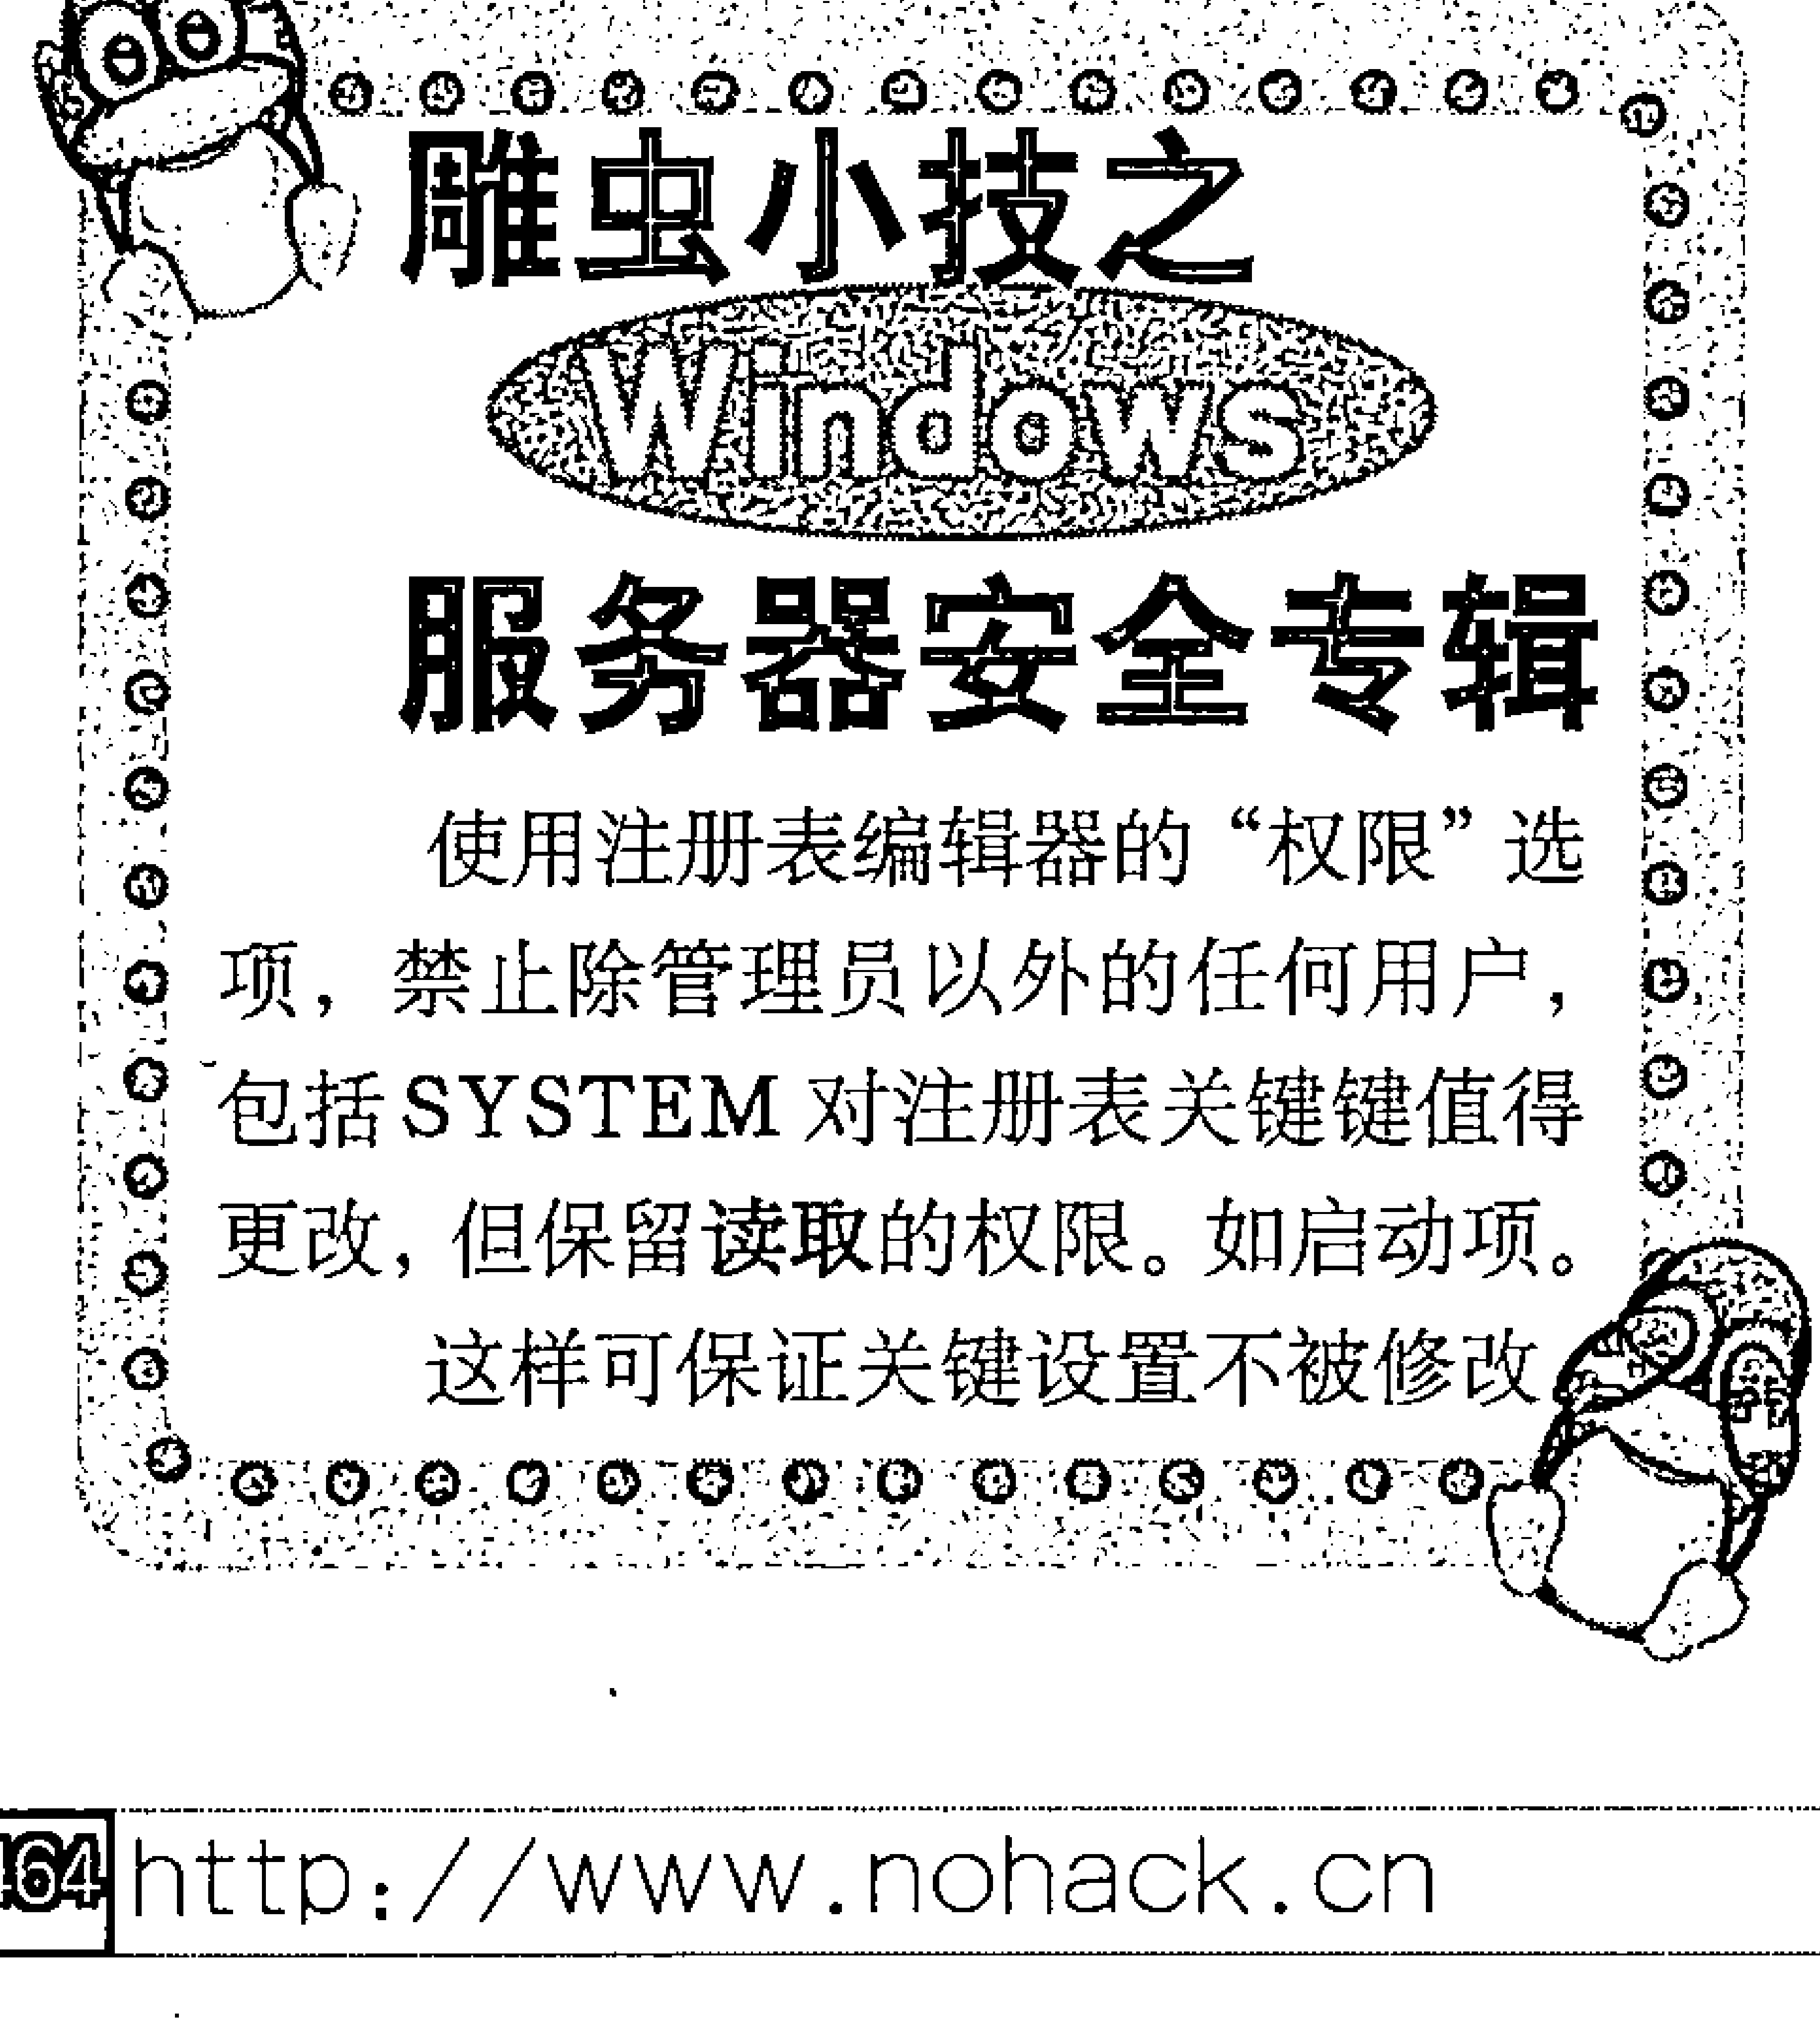 雕虫小技之
Windows
服务器安全专辑
使用注册表编辑器的“权限”选
项，禁止除管理员以外的任何用户，
包括SYSTEM 对注册表关键键值得
更改，但保留读取的权限。如启动项。
这样可保证关键设置不被修改
64
http://www.nohack.cn